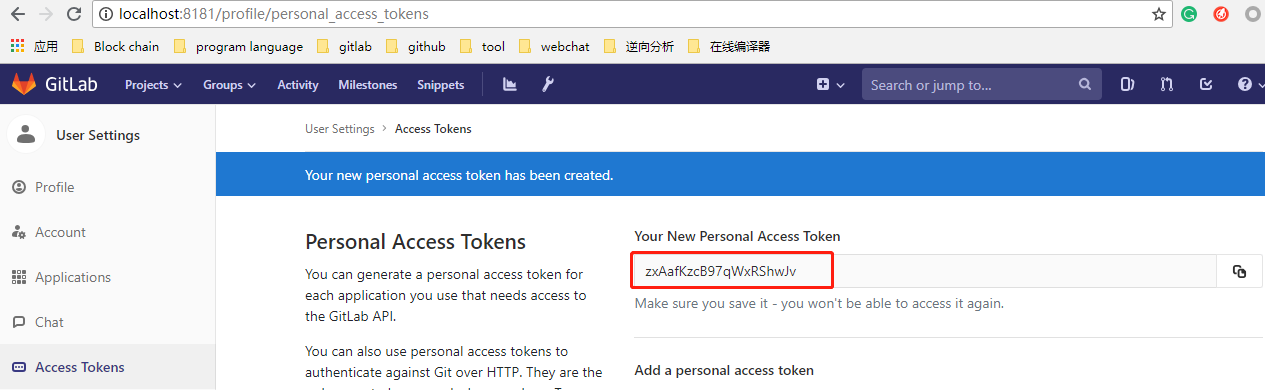 localhost:8181/profile/personal_access_tokens
应用 Block chain program language gitlab github tool webchat 逆向分析 在线编译器
GitLab Projects Groups Activity Milestones Snippets Search or jump to...
User Settings
User Settings > Access Tokens
Your new personal access token has been created.
Profile
Account
Applications
Chat
Access Tokens
Personal Access Tokens
You can generate a personal access token for
each application you use that needs access to
the GitLab API.
You can also use personal access tokens to
authenticate against Git over HTTP. They are the
Your New Personal Access Token
zxAafKzcB97qWxRShwJv
Make sure you save it - you won't be able to access it again.
Add a personal access token